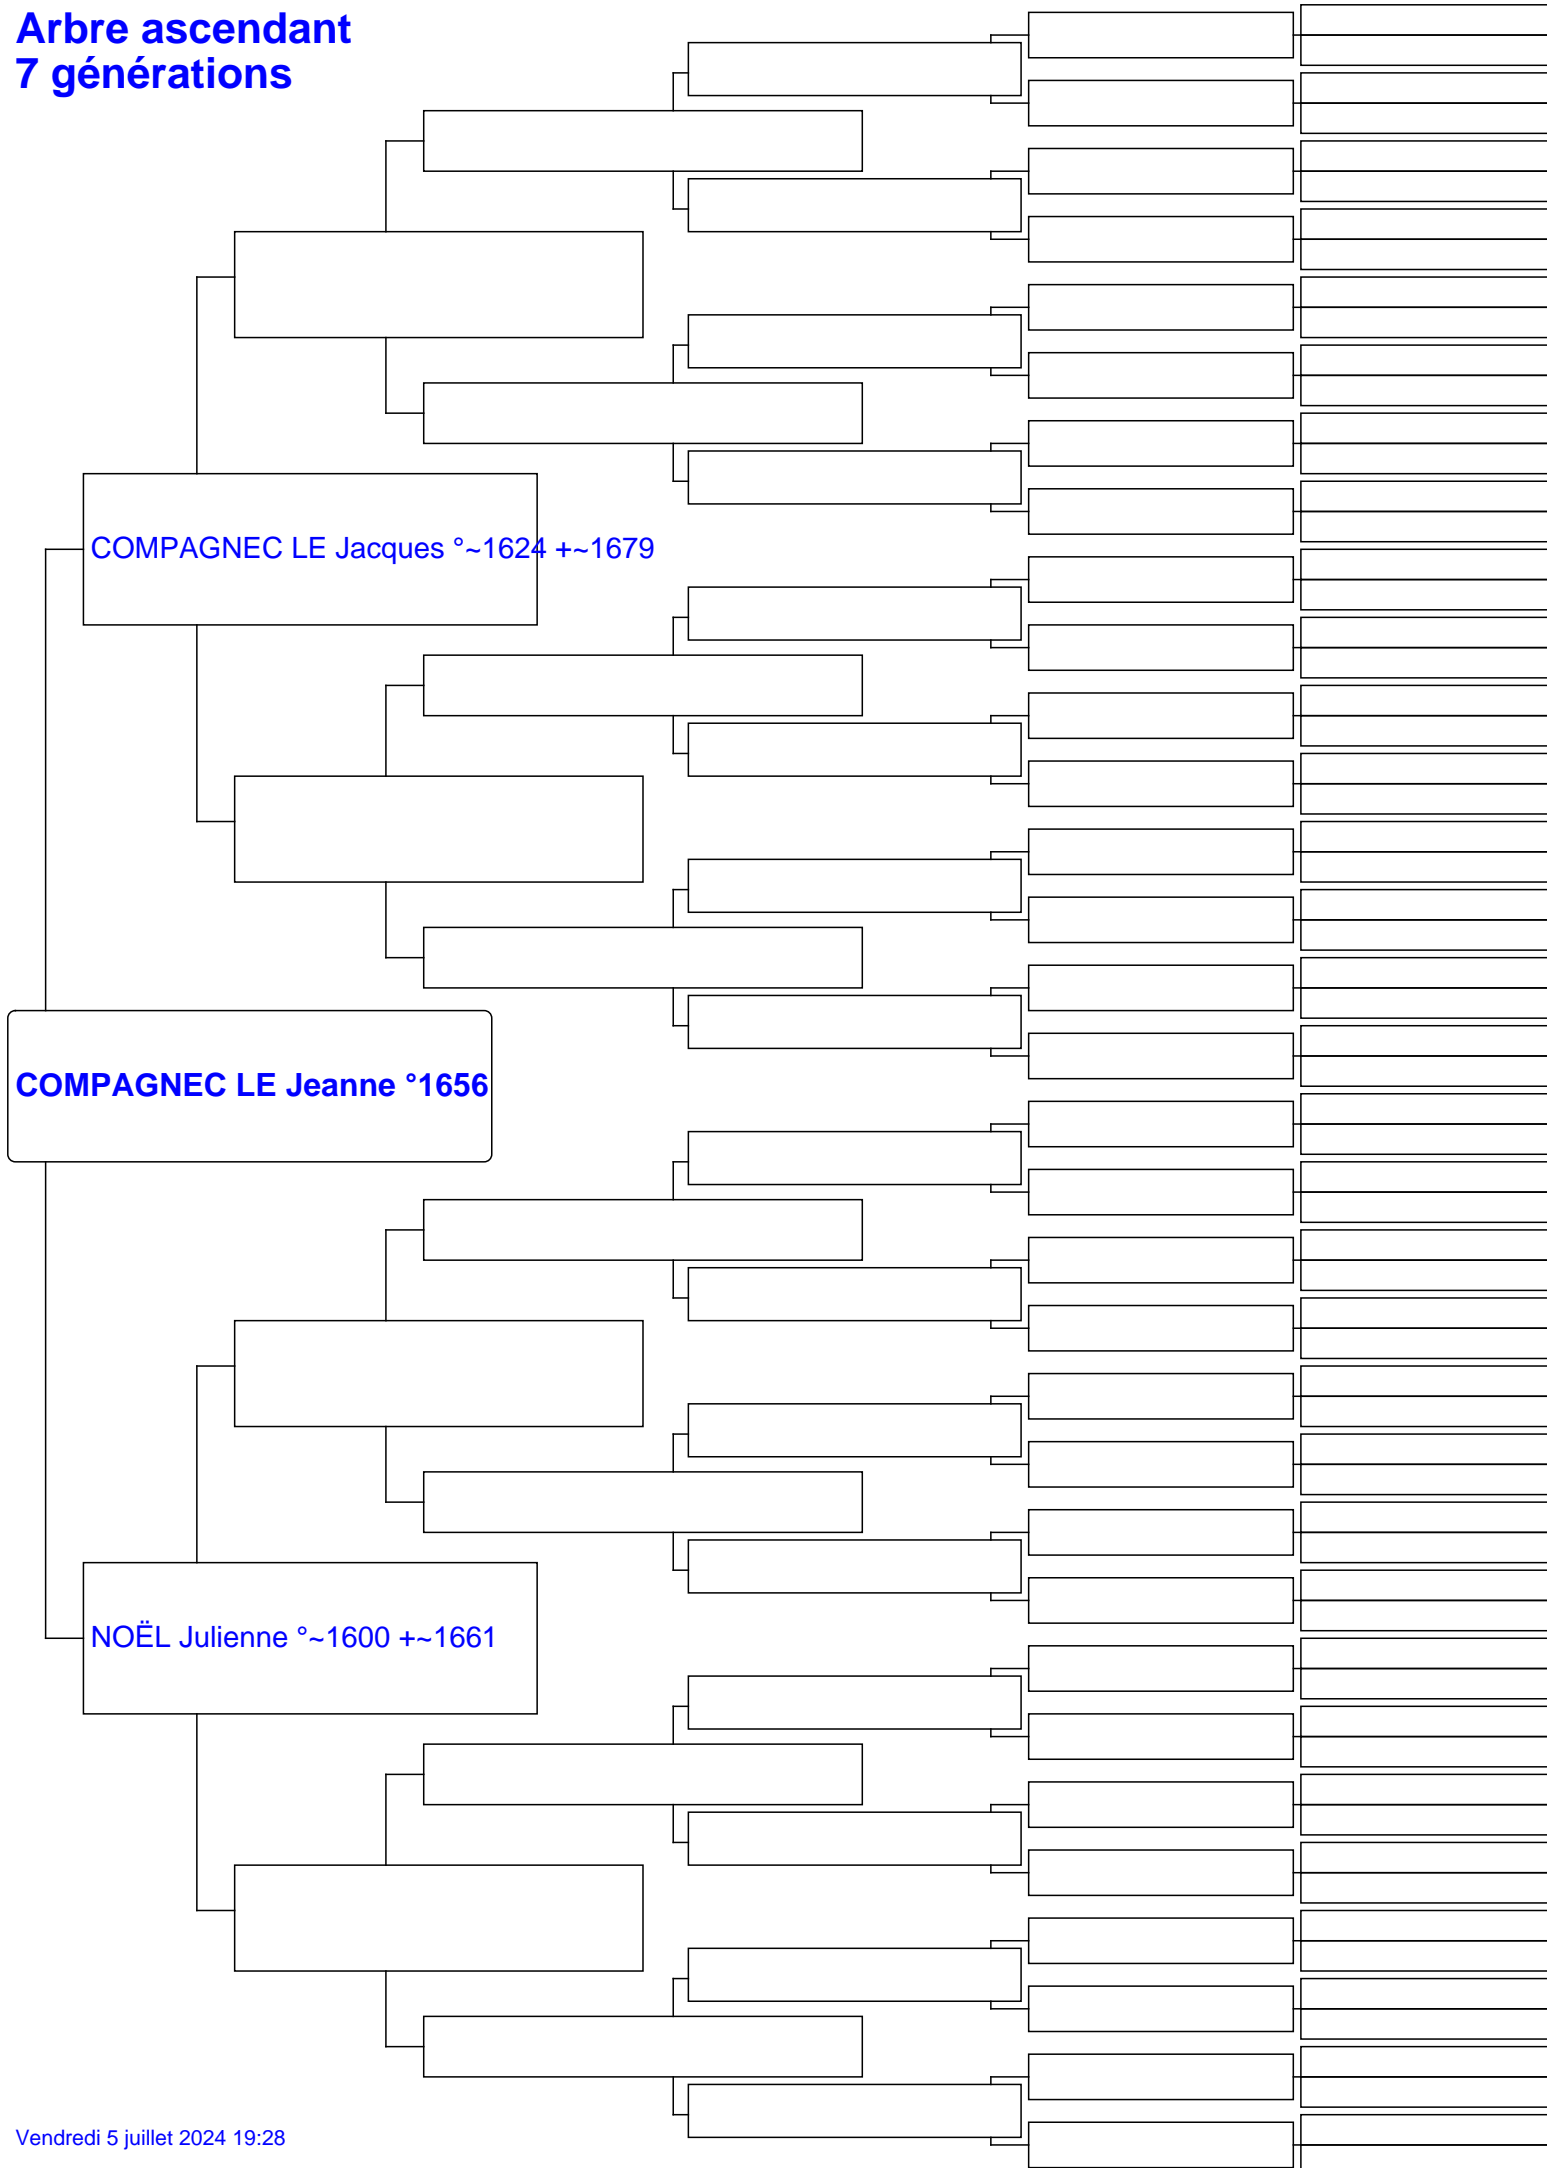 Arbre ascendant
7 générations
COMPAGNEC LE Jacques °~1624 +~1679
COMPAGNEC LE Jeanne °1656
NOËL Julienne °~1600 +~1661
Vendredi 5 juillet 2024 19:28